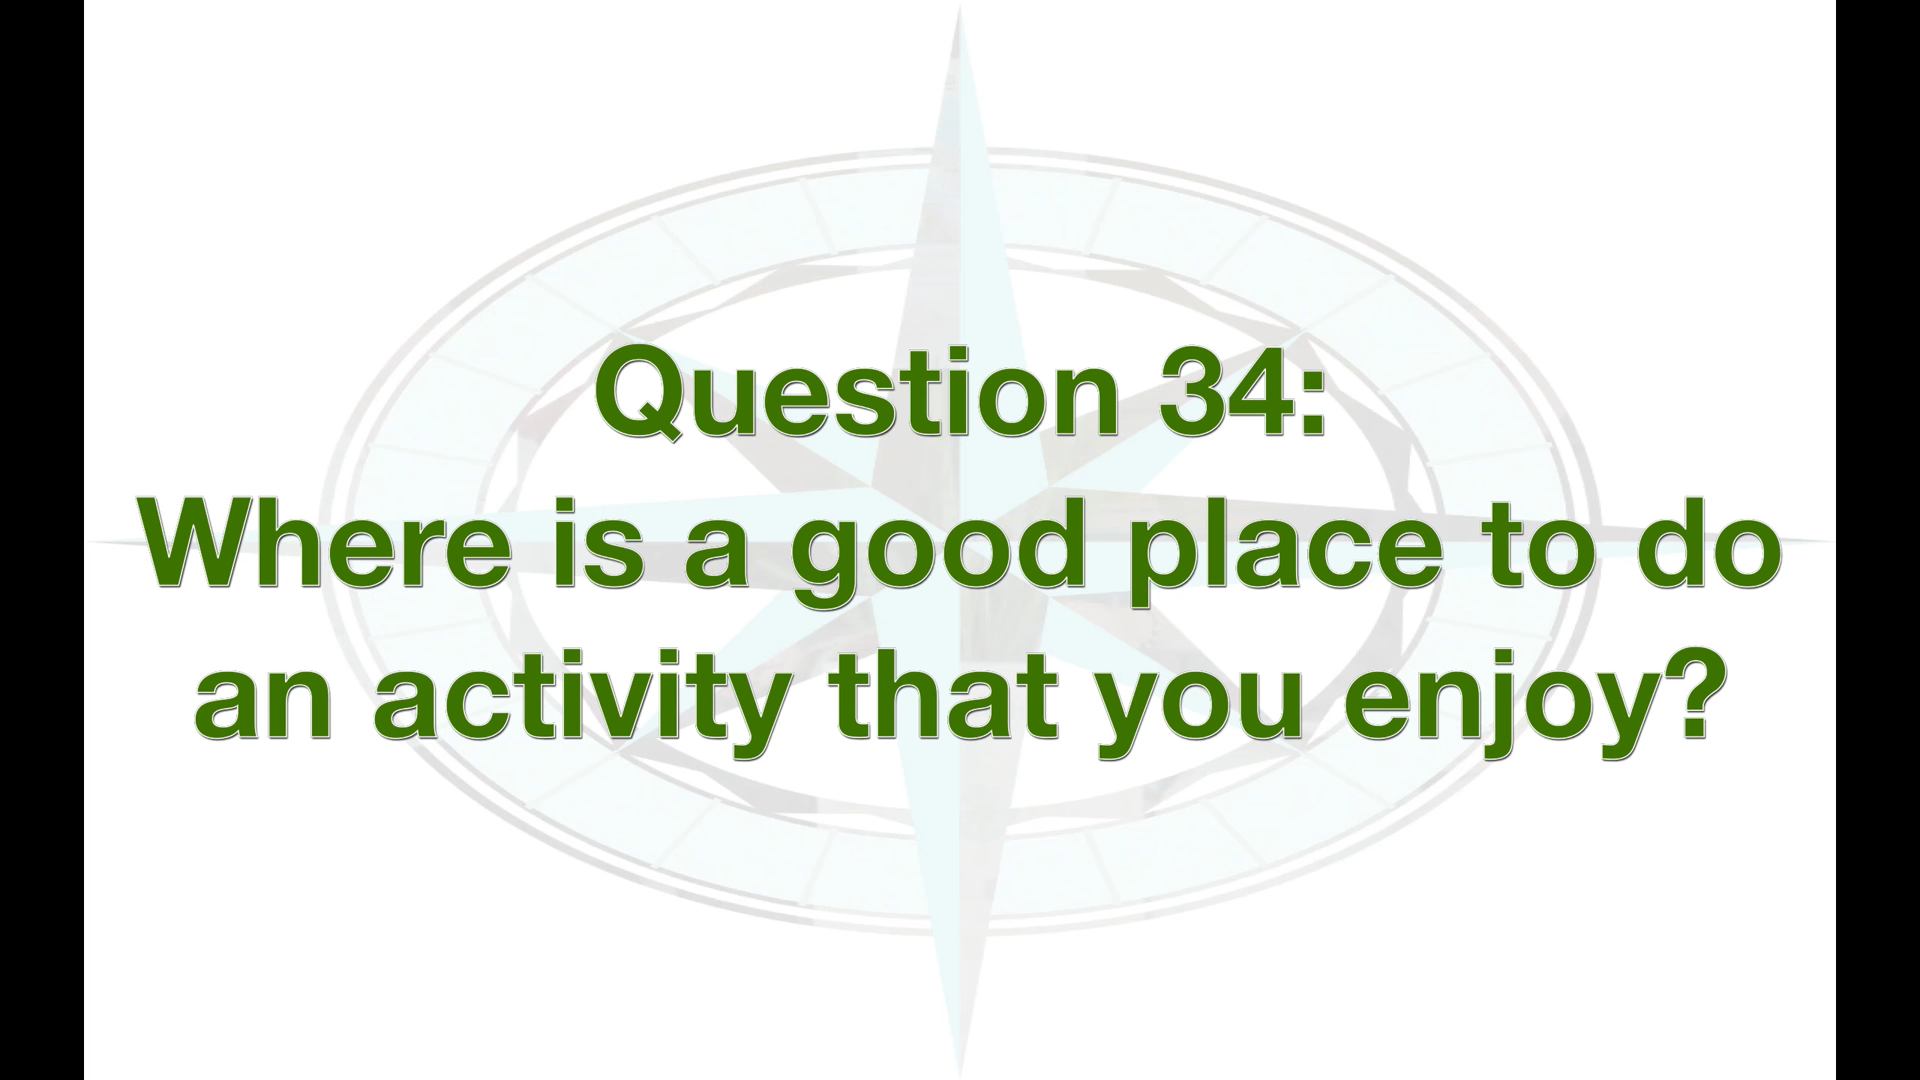 Question 34:
Where is a good place to do
an activity that you enjoy?